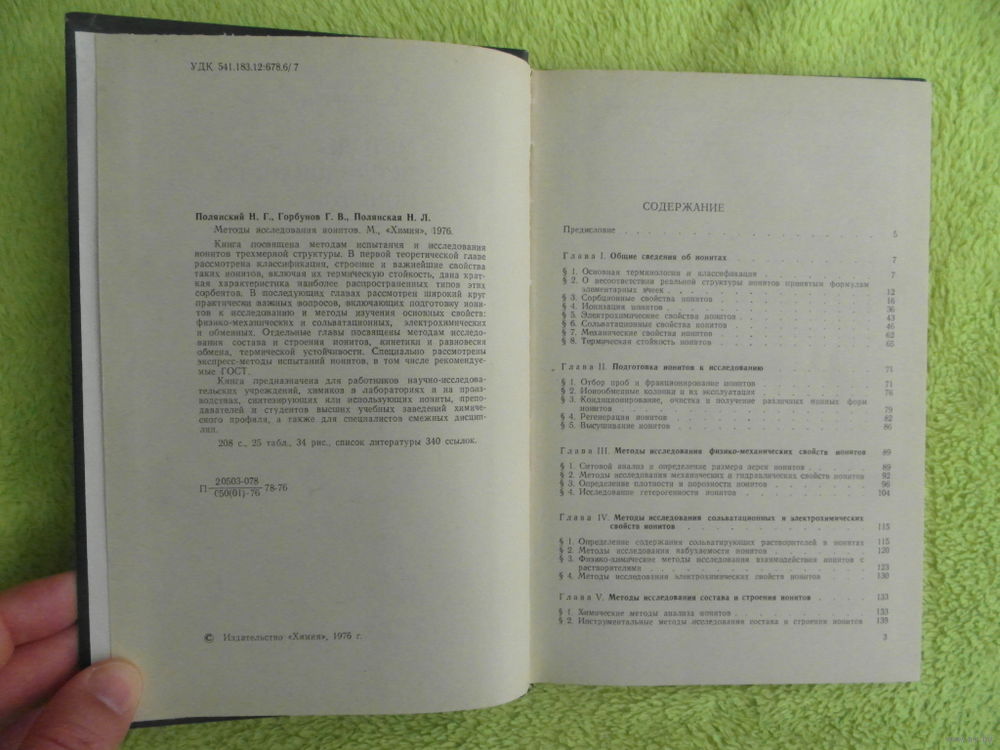 УДК 541.183.12:678.6/7
Полянский Н. Г., Горбунов Г. В., Полянская Н. Л.
Методы исследования ионитов. М., «Химия», 1976.
Книга посвящена методам испытания и исследования
ионитов трехмерной структуры. В первой теоретической главе
рассмотрена классификация, строение и важнейшие свойства
таких ионитов, включая их термическую стойкость, дана крат-
кая характеристика наиболее распространенных типов этих
сорбентов. В последующих главах рассмотрен широкий круг
практически важных вопросов, включающих подготовку иони-
тов к исследованию и методы изучения основных свойств:
физико-механических и сольватационных, электрохимических
и обменных. Отдельные главы посвящены методам исследо-
вания состава и строения ионитов, кинетики и равновесия
обмена, термической устойчивости. Специально рассмотрены
экспресс-методы испытаний ионитов, в том числе рекомендуе-
мые ГОСТ.
Книга предназначена для работников научно-исследова-
тельских учреждений, химиков в лабораториях и на произ-
водствах, синтезирующих или использующих иониты, препо-
давателей и студентов высших учебных заведений химиче-
ского профиля, а также для специалистов смежных дисцип-
лин.
208 с., 25 табл., 34 рис., список литературы 340 ссылок.
П 20503-078 78-76
050(01)-76
© Издательство «Химия», 1976 г.
СОДЕРЖАНИЕ
Предисловие 5
Глава I. Общие сведения об ионитах 7
§ 1. Основная терминология и классификация 7
§ 2. О несоответствии реальной структуры ионитов принятым формулам
элементарных ячеек 12
§ 3. Сорбционные свойства ионитов 16
§ 4. Ионизация ионитов 36
§ 5. Электрохимические свойства ионитов 43
§ 6. Сольватационные свойства ионитов 46
§ 7. Механические свойства ионитов 62
§ 8. Термическая стойкость ионитов 65
Глава II. Подготовка ионитов к исследованию 71
§ 1. Отбор проб и фракционирование ионитов 71
§ 2. Ионообменные колонки и их эксплуатация 76
§ 3. Кондиционирование, очистка и получение различных ионных форм
ионитов 79
§ 4. Регенерация ионитов 82
§ 5. Высушивание ионитов 86
Глава III. Методы исследования физико-механических свойств ионитов 89
§ 1. Ситовой анализ и определение размера зерен ионитов 89
§ 2. Методы исследования механических и гидравлических свойств ионитов 92
§ 3. Определение плотности и порозности ионитов 96
§ 4. Исследование гетерогенности ионитов 104
Глава IV. Методы исследования сольватационных и электрохимических
свойств ионитов 115
§ 1. Определение содержания сольватирующих растворителей в ионитах 115
§ 2. Методы исследования набухаемости ионитов 120
§ 3. Физико-химические методы исследования взаимодействия ионитов с
растворителями 123
§ 4. Методы исследования электрохимических свойств ионитов 130
Глава V. Методы исследования состава и строения ионитов 133
§ 1. Химические методы анализа ионитов 133
§ 2. Инструментальные методы исследования состава и строения ионитов 139
3